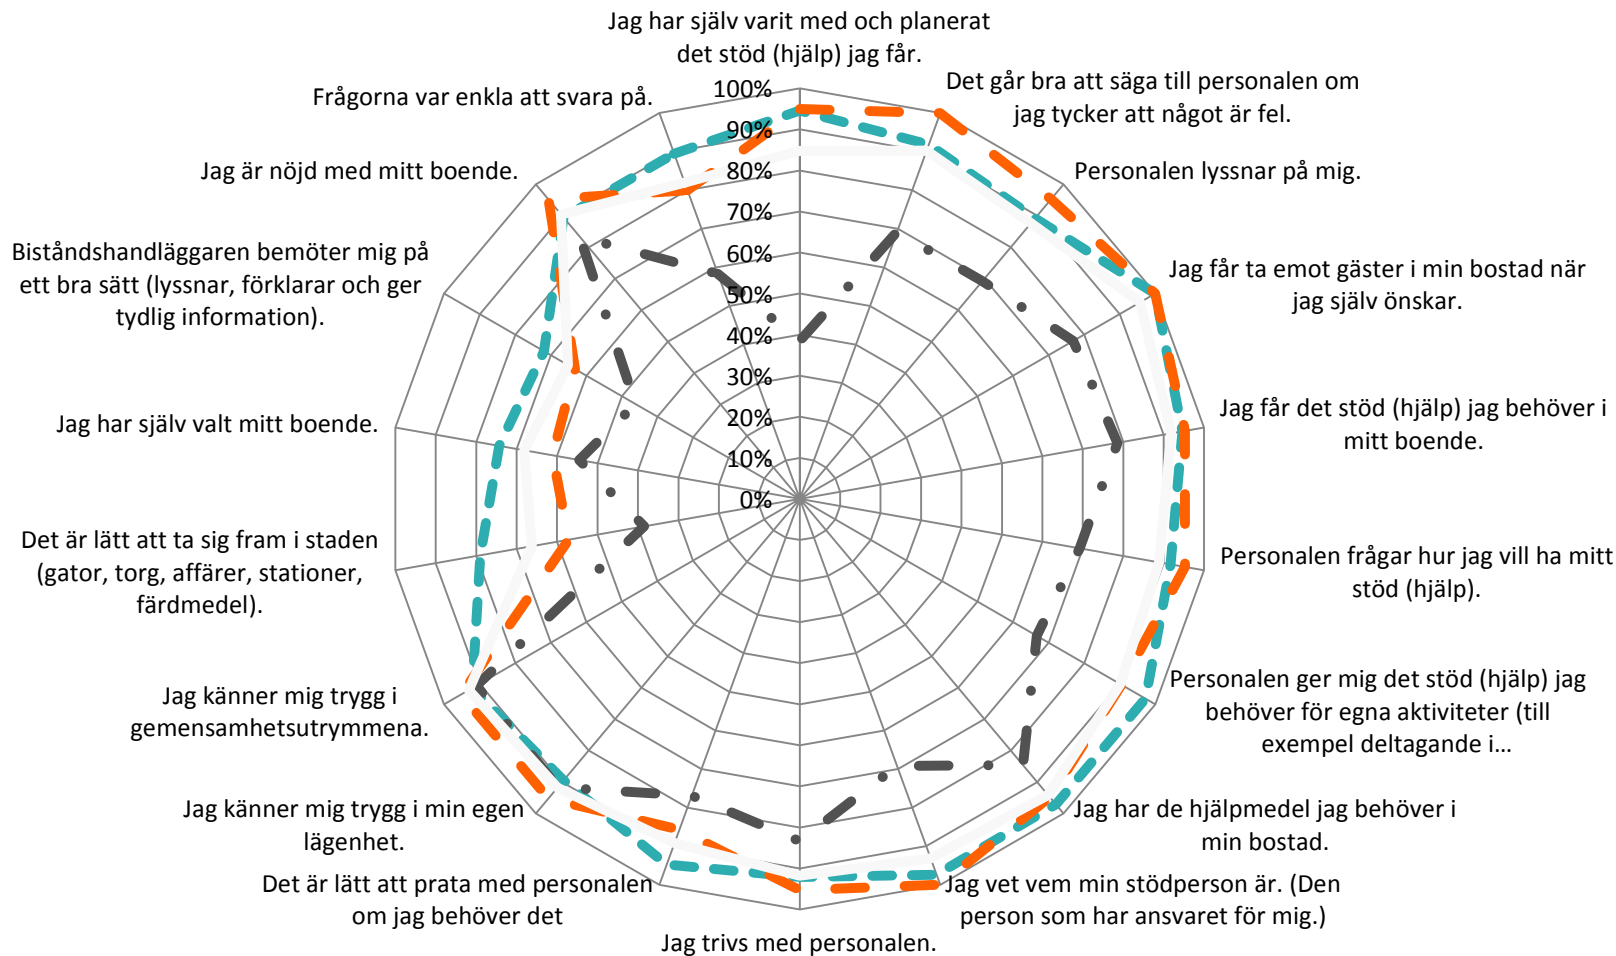 Jag har själv varit med och planerat
det stöd (hjälp) jag får.
Det går bra att säga till personalen om
jag tycker att något är fel.
Personalen lyssnar på mig.
Jag får ta emot gäster i min bostad när
jag själv önskar.
Jag får det stöd (hjälp) jag behöver i
mitt boende.
Personalen frågar hur jag vill ha mitt
stöd (hjälp).
Personalen ger mig det stöd (hjälp) jag
behöver för egna aktiviteter (till
exempel deltagande i...
Jag har de hjälpmedel jag behöver i
min bostad.
Jag vet vem min stödperson är. (Den
person som har ansvaret för mig.)
Jag trivs med personalen.
Det är lätt att prata med personalen
om jag behöver det
Jag känner mig trygg i min egen
lägenhet.
Jag känner mig trygg i
gemensamhetsutrymmena.
Det är lätt att ta sig fram i staden
(gator, torg, affärer, stationer,
färdmedel).
Jag har själv valt mitt boende.
Biståndshandläggaren bemöter mig på
ett bra sätt (lyssnar, förklarar och ger
tydlig information).
Jag är nöjd med mitt boende.
Frågorna var enkla att svara på.
100%
90%
80%
70%
60%
50%
40%
30%
20%
10%
0%